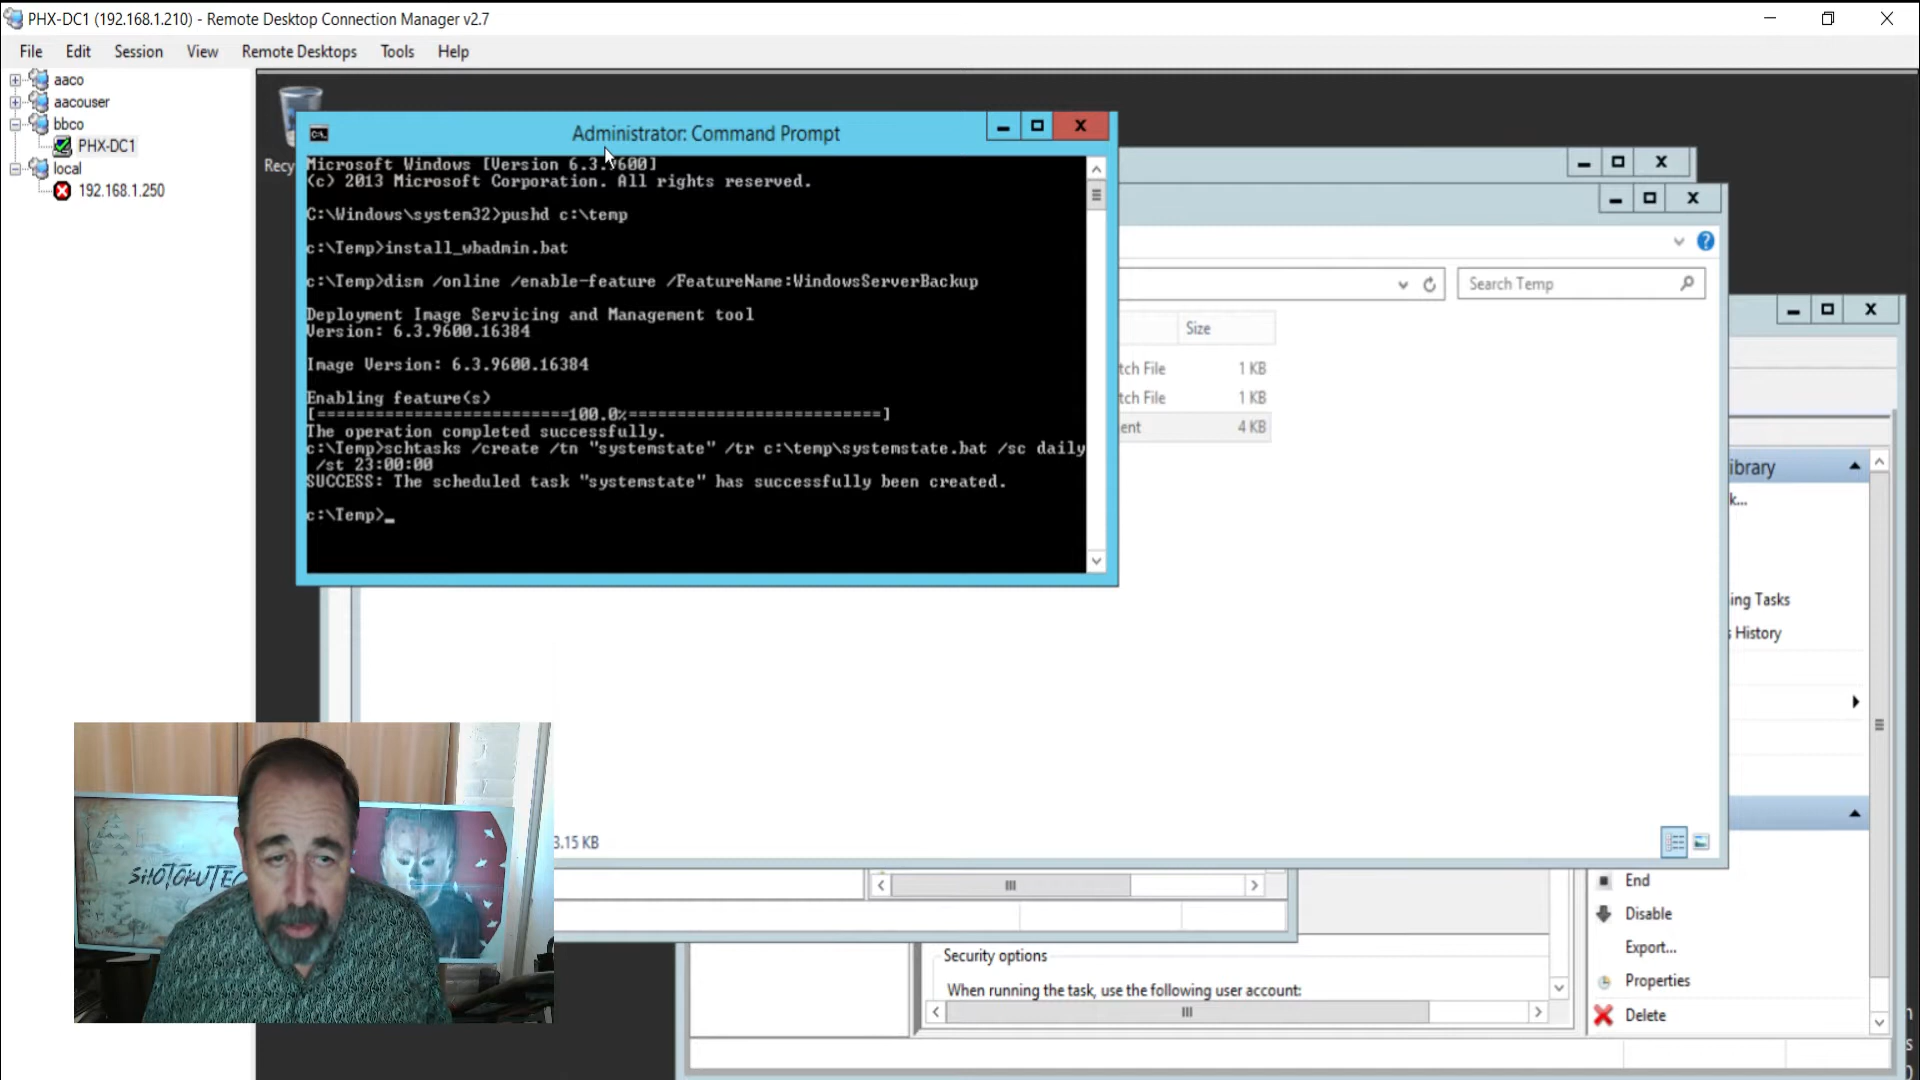 PHX-DC1 (192.168.1.210) - Remote Desktop Connection Manager v2.7
File Edit Session View Remote Desktops Tools Help
aaco
aacouser
bbco
PHX-DC1
local
192.168.1.250
Recy
Administrator: Command Prompt
Microsoft Windows [Version 6.3.9600]
(c) 2013 Microsoft Corporation. All rights reserved.
C:\Windows\system32>pushd c:\temp
c:\Temp>install_wbadmin.bat
c:\Temp>dism /online /enable-feature /FeatureName:WindowsServerBackup
Deployment Image Servicing and Management tool
Version: 6.3.9600.16384
Image Version: 6.3.9600.16384
Enabling feature(s)
[===========================100.0%==========================]
The operation completed successfully.
c:\Temp>schtasks /create /tn "systemstate" /tr c:\temp\systemstate.bat /sc daily
/st 23:00:00
SUCCESS: The scheduled task "systemstate" has successfully been created.
c:\Temp>_
Search Temp
Size
tch File 1 KB
tch File 1 KB
ent 4 KB
ibrary
k...
ing Tasks
s History
3.15 KB
End
Disable
Export...
Properties
Delete
Security options
When running the task, use the following user account:
SHOTOKUTEC